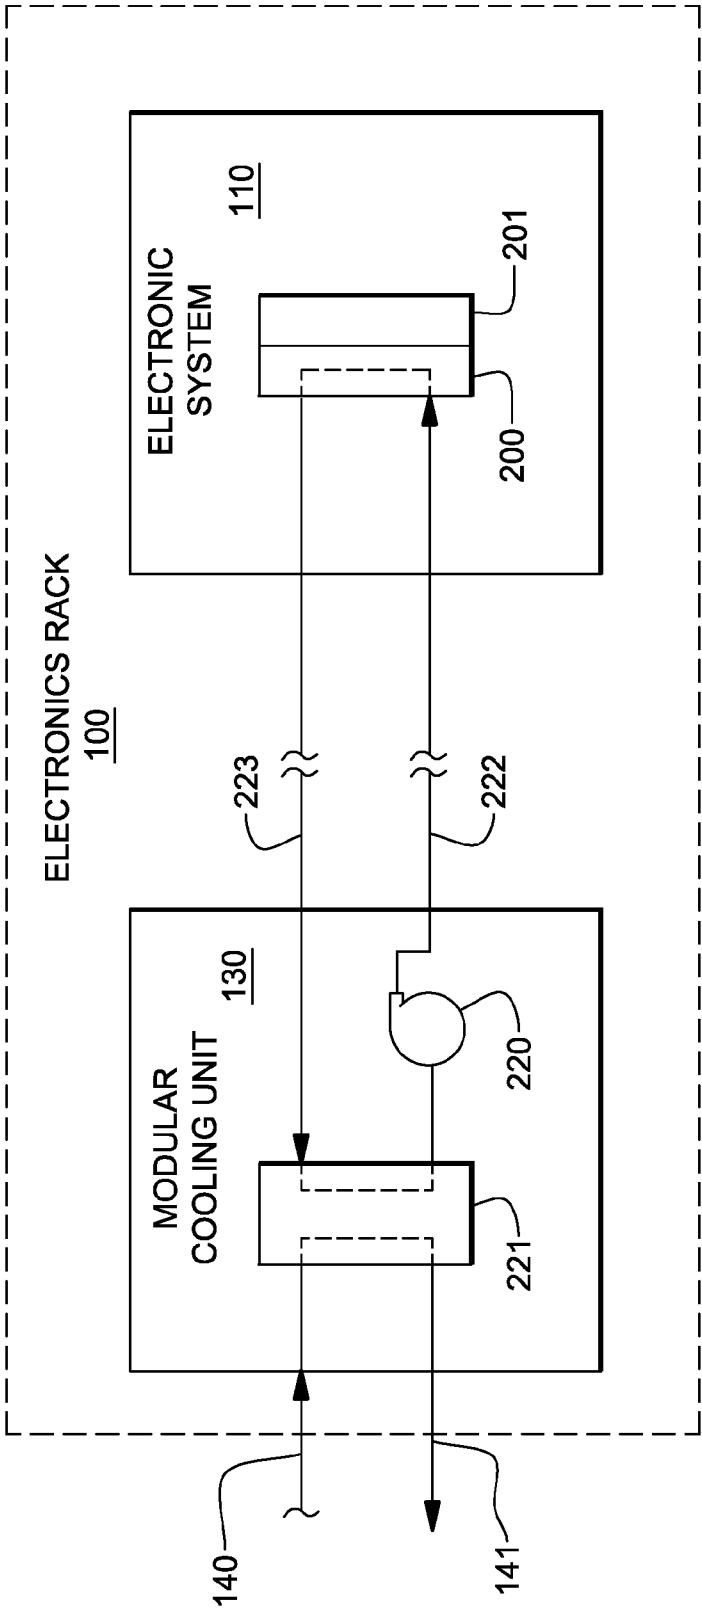 ELECTRONICS RACK
100
MODULAR
COOLING UNIT
130
ELECTRONIC
SYSTEM
110
140
141
221
220
223
222
200
201